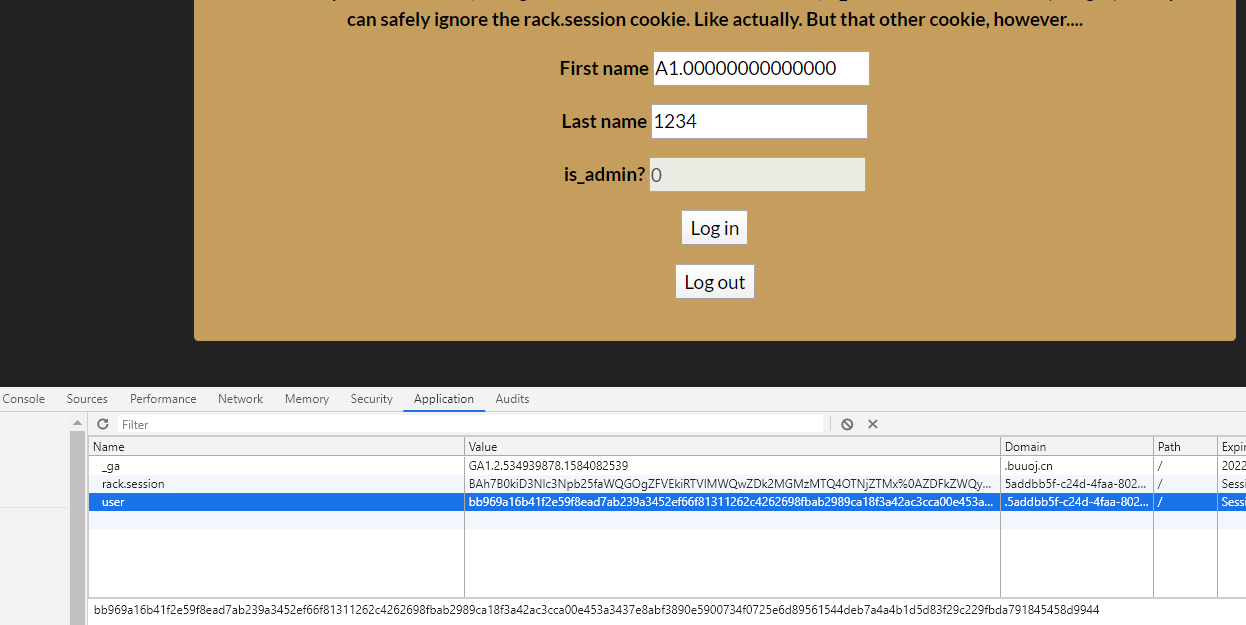 can safely ignore the rack.session cookie. Like actually. But that other cookie, however....
First name A1.00000000000000
Last name 1234
is_admin? 0
Log in
Log out
Console Sources Performance Network Memory Security Application Audits
Filter
Name Value Domain Path Expir
_ga GA1.2.534939878.1584082539 .buuoj.cn / 2022
rack.session BAh7B0kiD3Nlc3Npb25faWQGOgZFVEkiRTVlMWQwZDk2MGMzMTQ4OTNjZTMx%0AZDFkZWQy... 5addbb5f-c24d-4faa-802... / Sessi
user bb969a16b41f2e59f8ead7ab239a3452ef66f81311262c4262698fbab2989ca18f3a42ac3cca00e453a... .5addbb5f-c24d-4faa-802... / Sessi
bb969a16b41f2e59f8ead7ab239a3452ef66f81311262c4262698fbab2989ca18f3a42ac3cca00e453a3437e8abf3890e5900734f0725e6d89561544deb7a4a4b1d5d83f29c229fbda791845458d9944